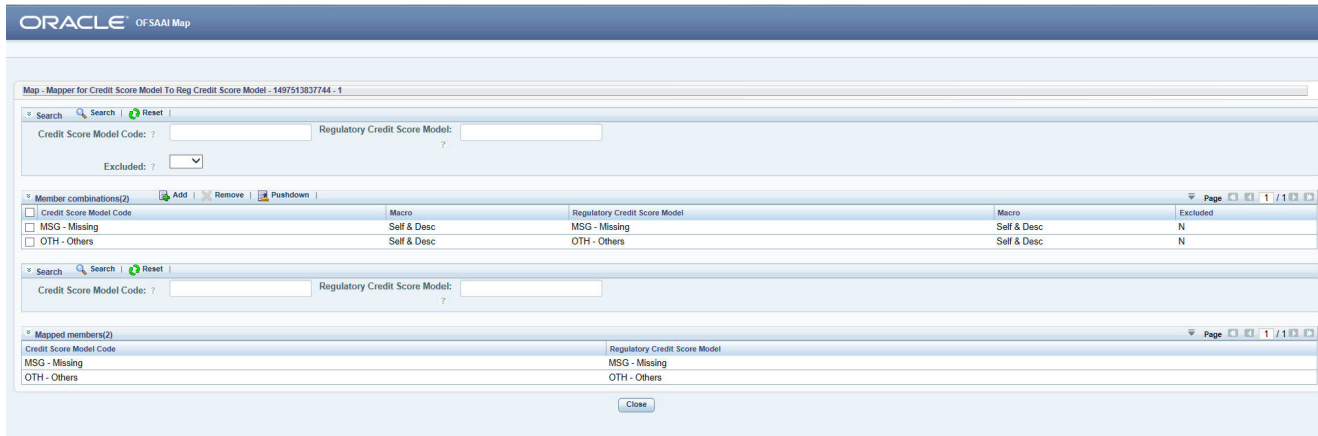 ORACLE® OFSAAI Map
Map - Mapper for Credit Score Model To Reg Credit Score Model - 1497513837744 - 1
Search Search | Reset |
Credit Score Model Code: ? Regulatory Credit Score Model: ?
Excluded: ?
Member combinations(2) Add | Remove | Pushdown | Page 1 / 1
Credit Score Model Code Macro Regulatory Credit Score Model Macro Excluded
MSG - Missing Self & Desc MSG - Missing Self & Desc N
OTH - Others Self & Desc OTH - Others Self & Desc N
Search Search | Reset |
Credit Score Model Code: ? Regulatory Credit Score Model: ?
Mapped members(2) Page 1 / 1
Credit Score Model Code Regulatory Credit Score Model
MSG - Missing MSG - Missing
OTH - Others OTH - Others
Close